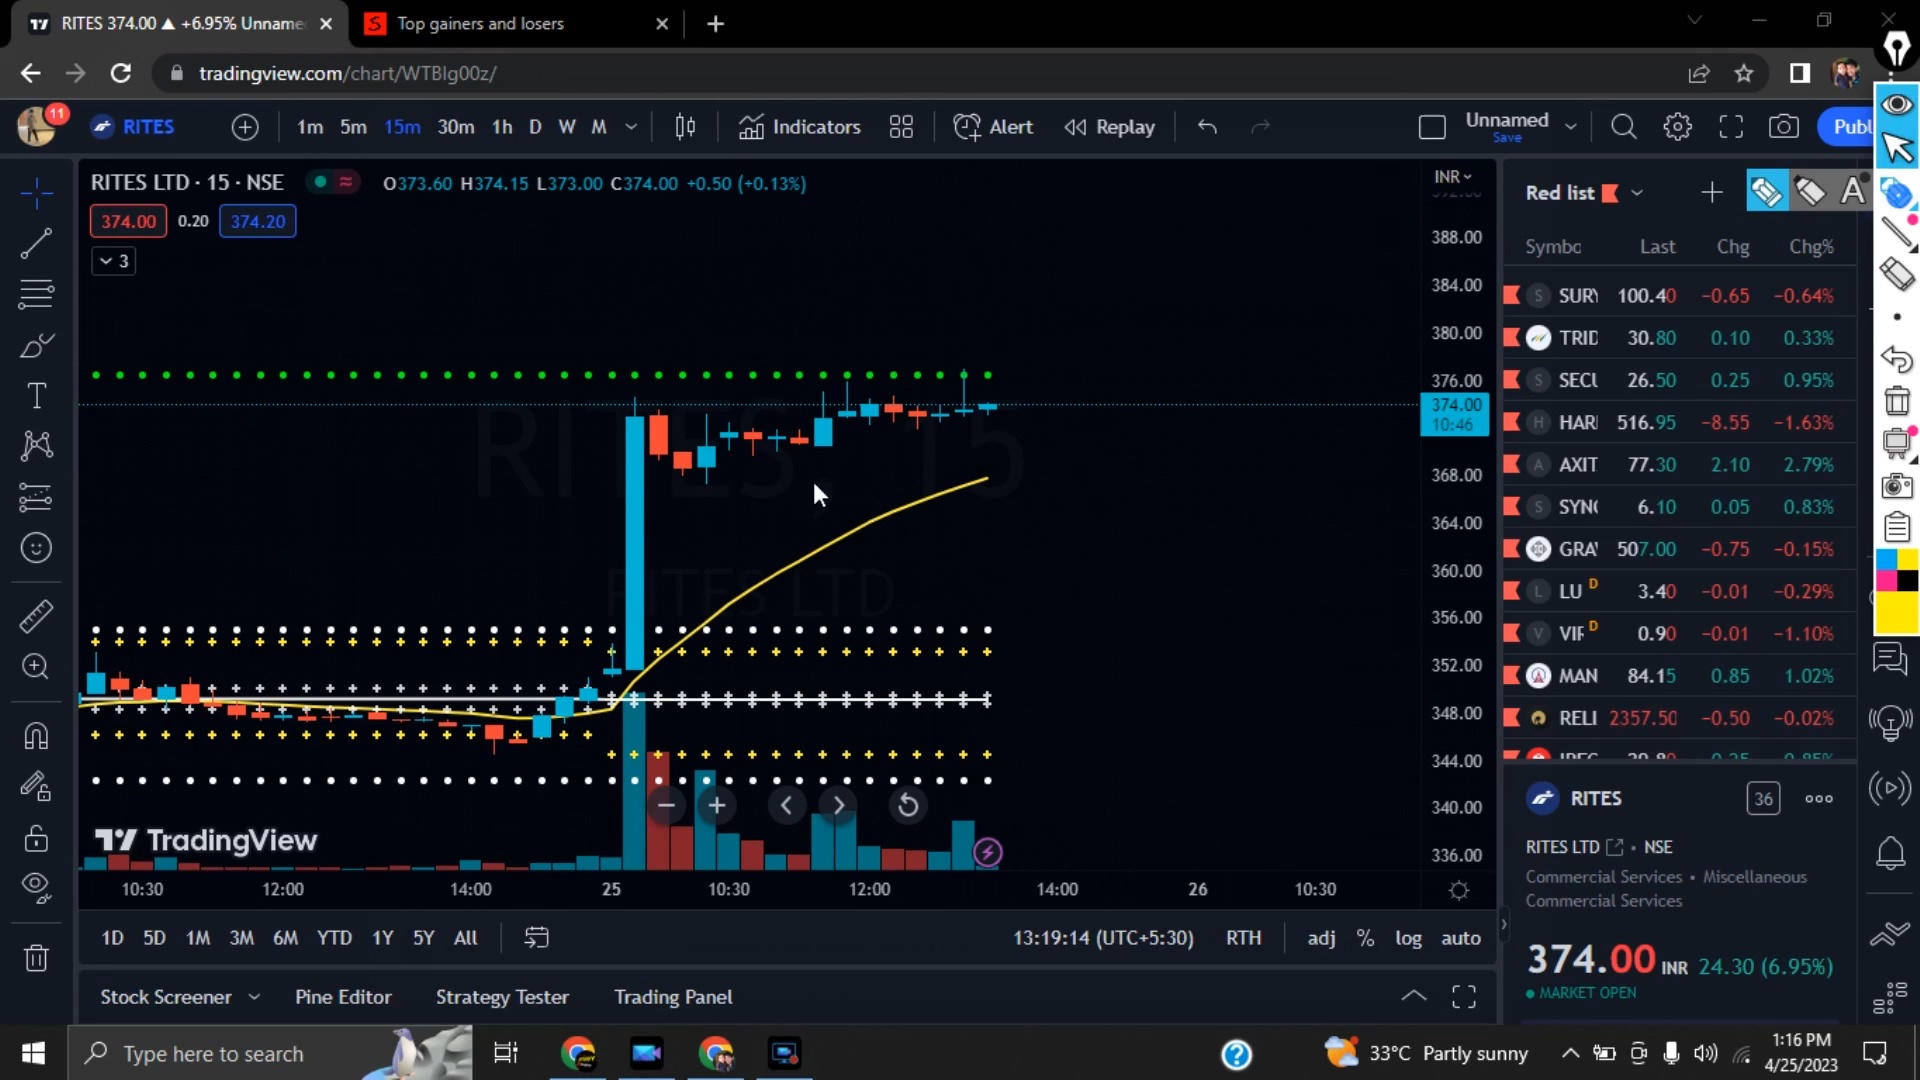 RITES 374.00 ▲ +6.95% Unname
Top gainers and losers
tradingview.com/chart/WTBIg00z/
11
RITES
1m 5m 15m 30m 1h D W M
Indicators
Alert
Replay
Unnamed
Save
Publ
RITES LTD · 15 · NSE
O373.60 H374.15 L373.00 C374.00 +0.50 (+0.13%)
374.00 0.20 374.20
3
INR
388.00
384.00
380.00
376.00
374.00
10:46
368.00
364.00
360.00
356.00
352.00
348.00
344.00
340.00
336.00
RITES, 15
RITES LTD
TradingView
10:30 12:00 14:00 25 10:30 12:00 14:00 26 10:30
1D 5D 1M 3M 6M YTD 1Y 5Y All
13:19:14 (UTC+5:30) RTH adj % log auto
Stock Screener Pine Editor Strategy Tester Trading Panel
Red list
A
Symbo Last Chg Chg%
S SURY 100.40 −0.65 −0.64%
TRID 30.80 0.10 0.33%
S SECU 26.50 0.25 0.95%
H HARI 516.95 −8.55 −1.63%
A AXIT 77.30 2.10 2.79%
S SYNC 6.10 0.05 0.83%
GRAV 507.00 −0.75 −0.15%
L LU D 3.40 −0.01 −0.29%
V VIF D 0.90 −0.01 −1.10%
MAN 84.15 0.85 1.02%
RELI 2357.50 −0.50 −0.02%
RITES 36
RITES LTD · NSE
Commercial Services • Miscellaneous
Commercial Services
374.00 INR 24.30 (6.95%)
MARKET OPEN
Type here to search
33°C Partly sunny
1:16 PM
4/25/2023